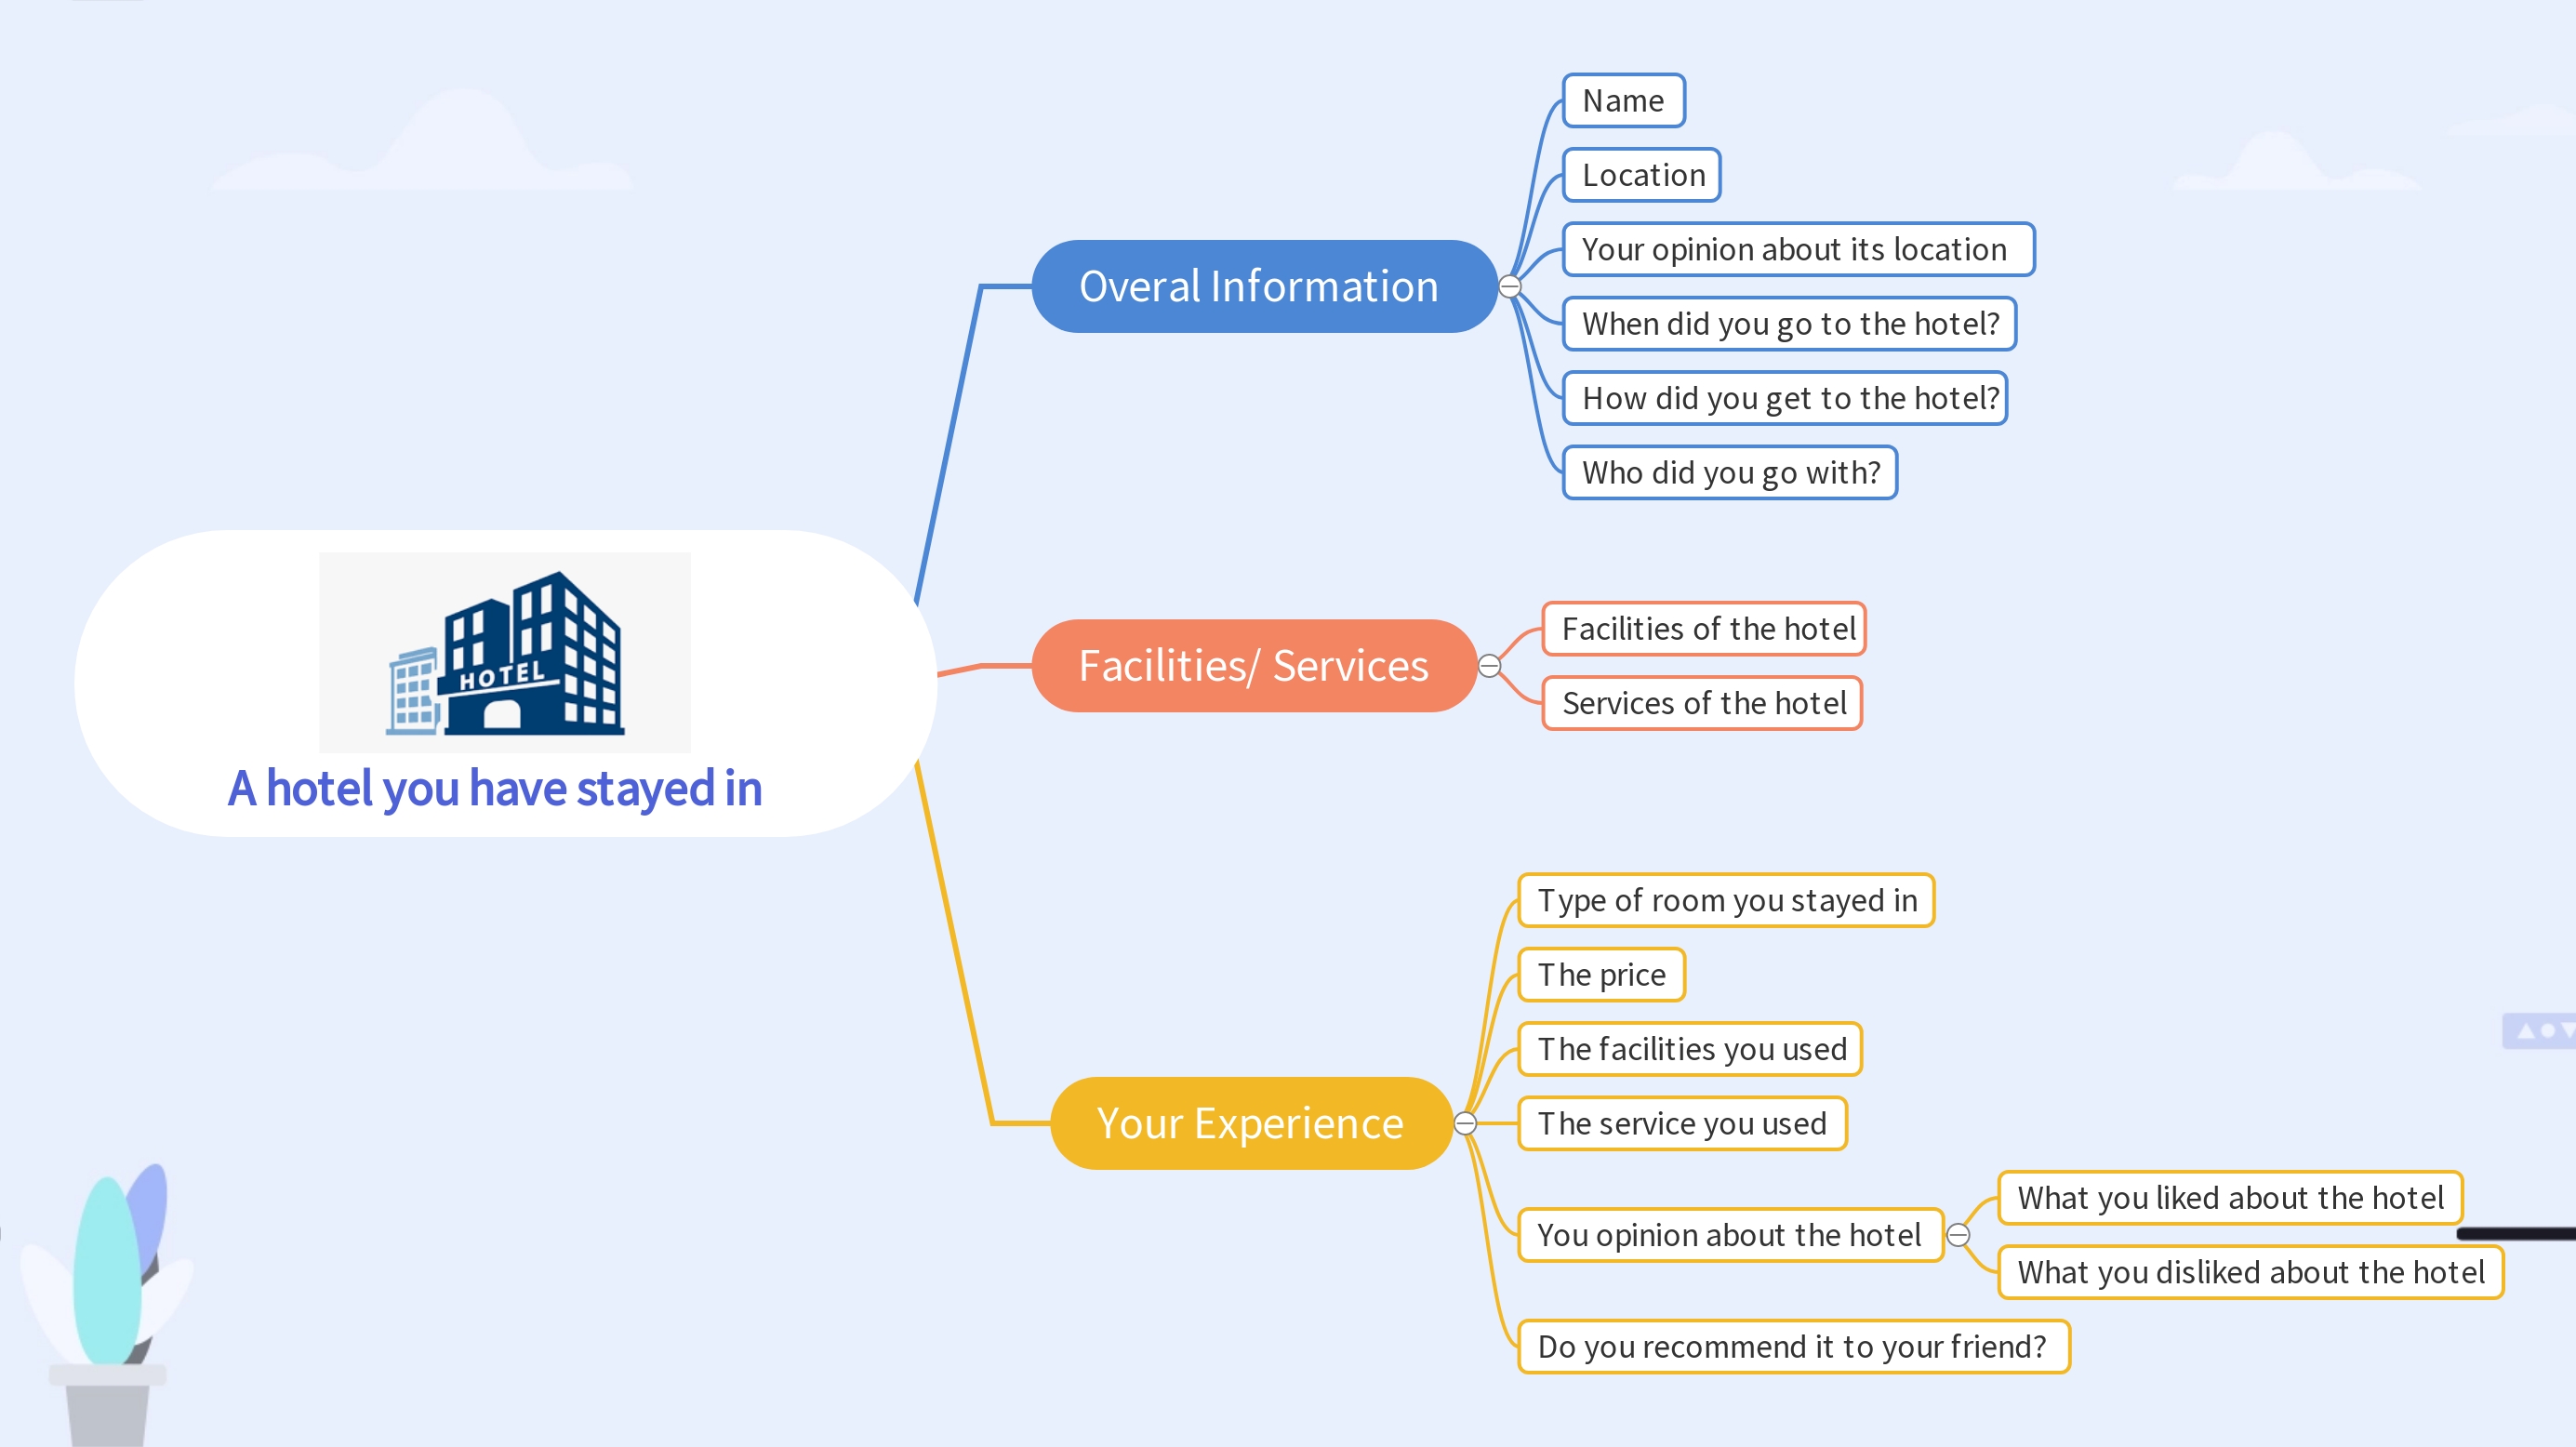 Name
Location
Your opinion about its location
Overal Information
When did you go to the hotel?
How did you get to the hotel?
Who did you go with?
HOTEL
A hotel you have stayed in
Facilities/ Services
Facilities of the hotel
Services of the hotel
Type of room you stayed in
The price
The facilities you used
Your Experience
The service you used
You opinion about the hotel
What you liked about the hotel
What you disliked about the hotel
Do you recommend it to your friend?